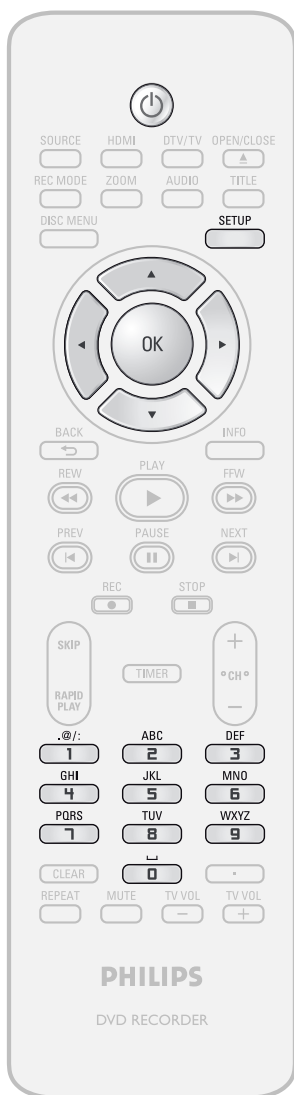 SOURCE HDMI DTV/TV OPEN/CLOSE
REC MODE ZOOM AUDIO TITLE
DISC MENU SETUP
OK
BACK INFO
REW PLAY FFW
PREV PAUSE NEXT
REC STOP
SKIP +
TIMER CH
RAPID
PLAY −
.@/: ABC DEF
1 2 3
GHI JKL MNO
4 5 6
PQRS TUV WXYZ
7 8 9
CLEAR 0 •
REPEAT MUTE TV VOL TV VOL
− +
PHILIPS
DVD RECORDER